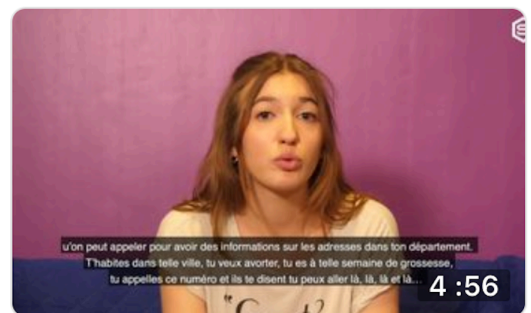 u'on peut appeler pour avoir des informations sur les adresses dans ton département.
T'habites dans telle ville, tu veux avorter, tu es à telle semaine de grossesse,
tu appelles ce numéro et ils te disent tu peux aller là, là, là et là...
4:56